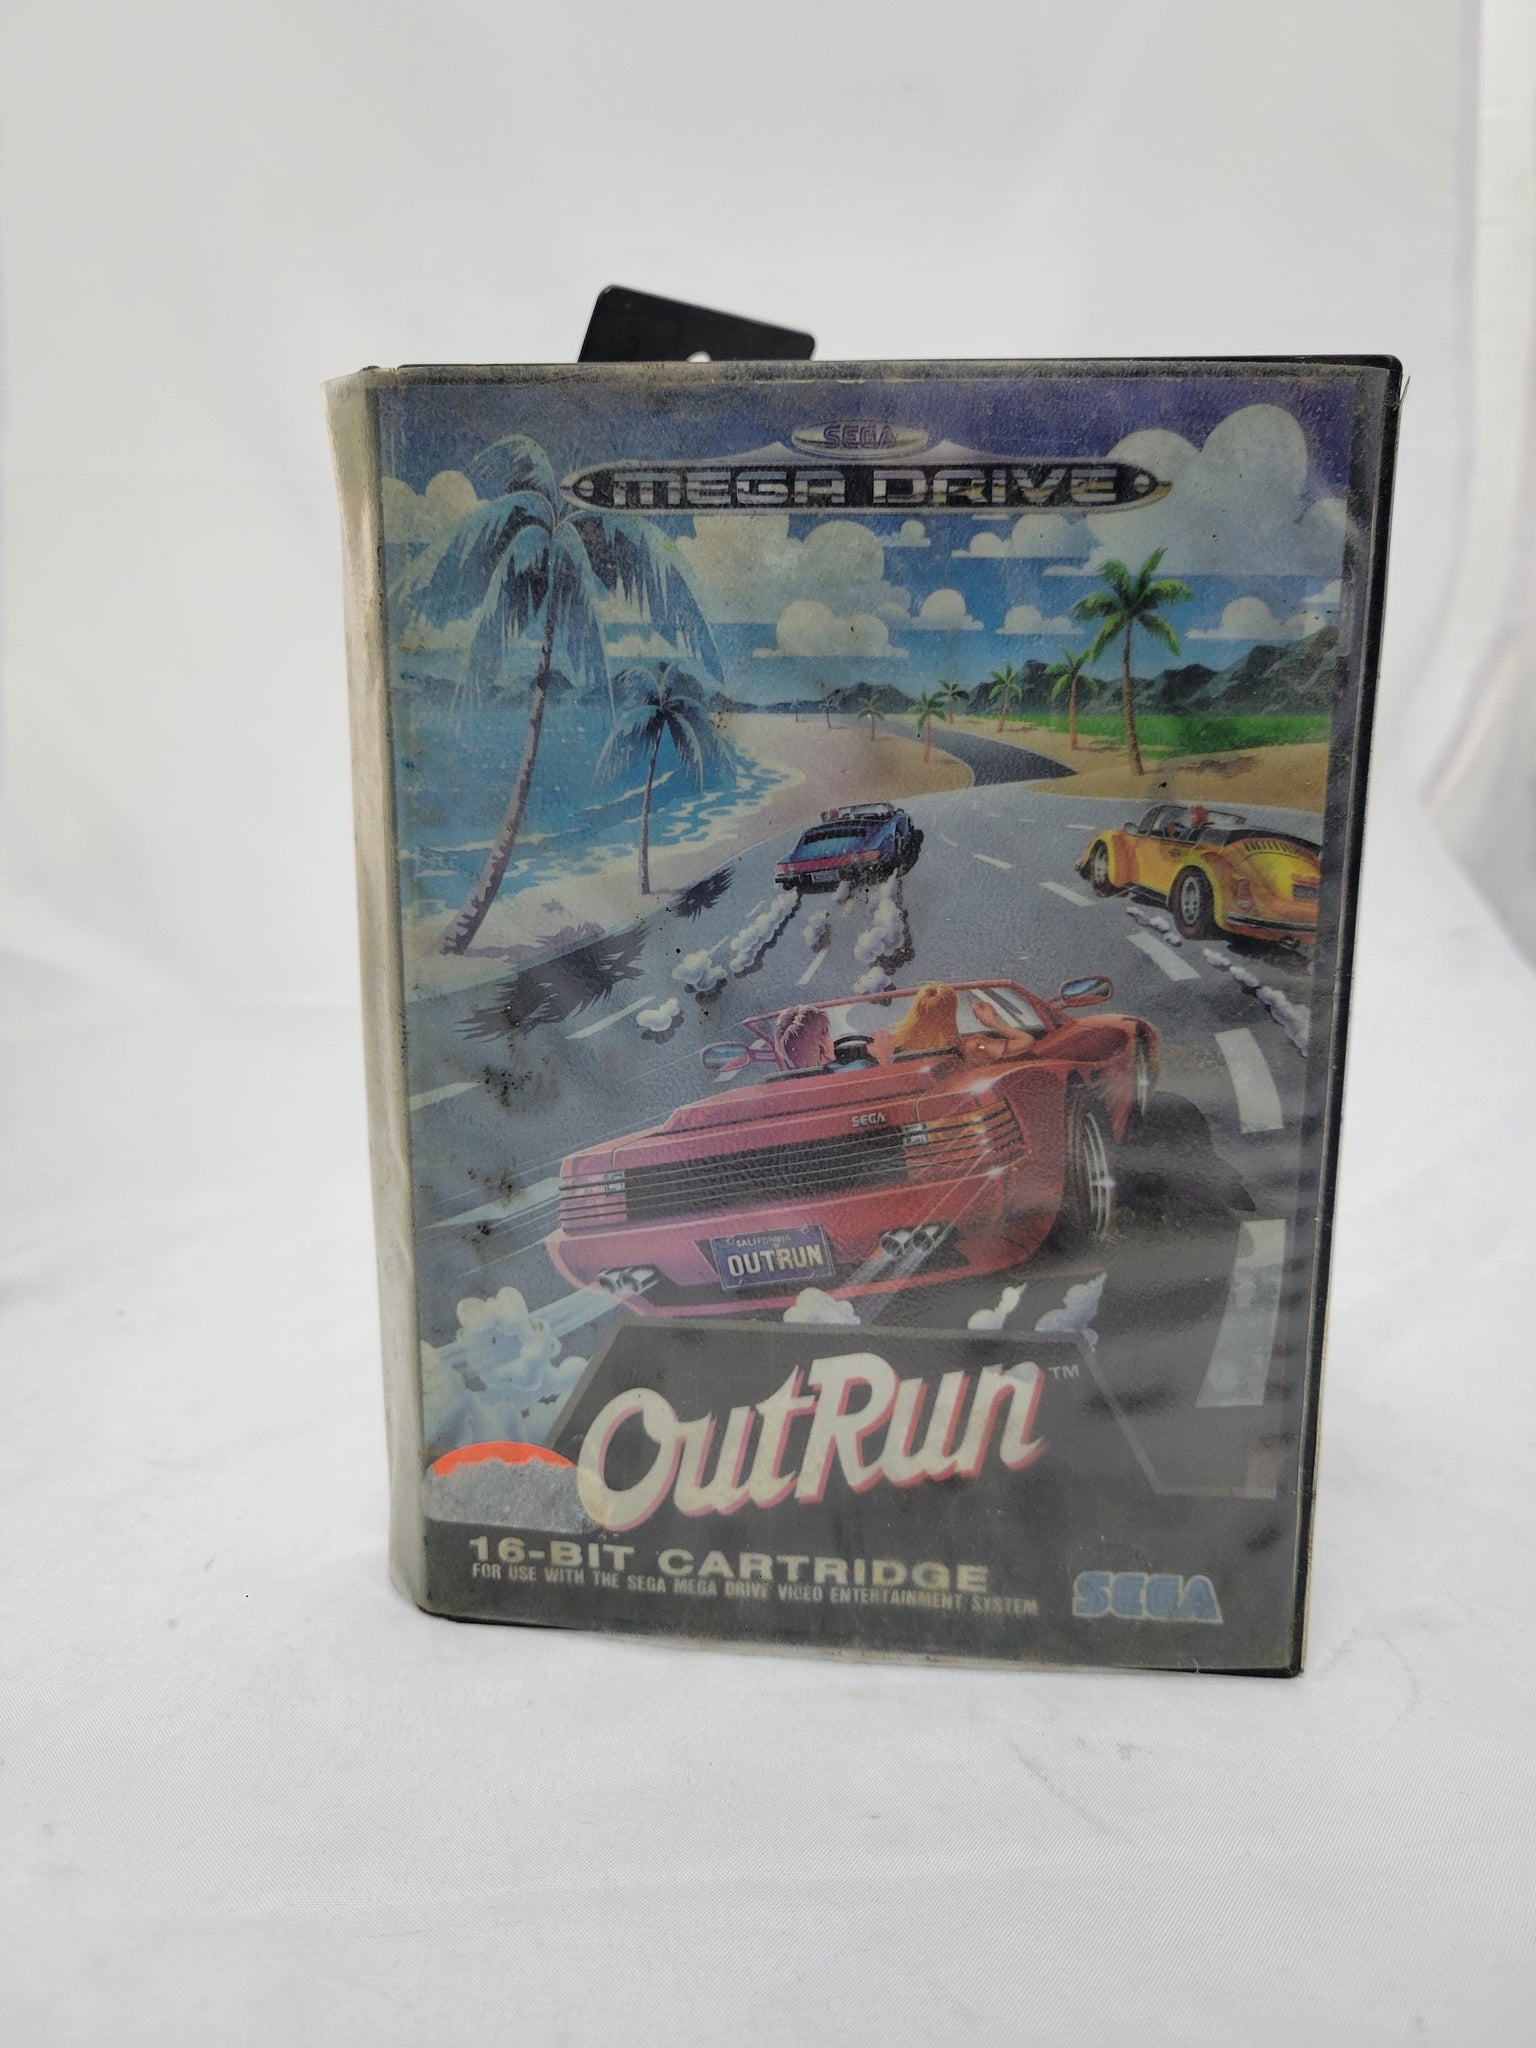 SEGA
MEGA DRIVE
SEGA
CALIFORNIA
OUTRUN
OutRun™
16-BIT CARTRIDGE
FOR USE WITH THE SEGA MEGA DRIVE VIDEO ENTERTAINMENT SYSTEM
SEGA